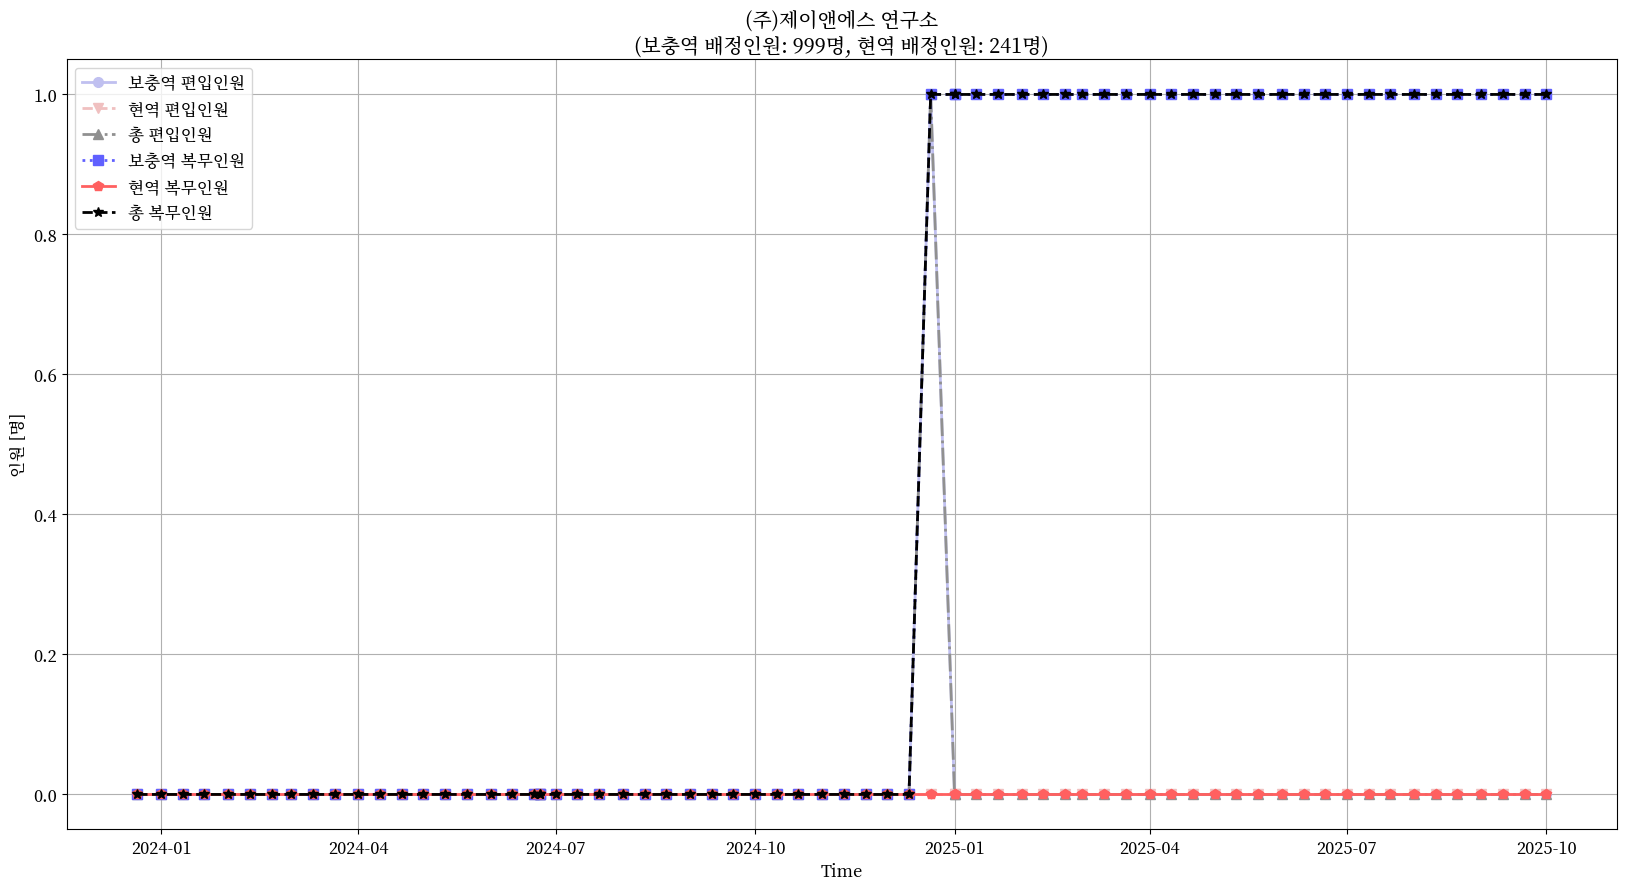 (주)제이앤에스 연구소
(보충역 배정인원: 999명, 현역 배정인원: 241명)
보충역 편입인원
현역 편입인원
총 편입인원
보충역 복무인원
현역 복무인원
총 복무인원
1.0
0.8
0.6
0.4
0.2
0.0
인원 [명]
2024-01
2024-04
2024-07
2024-10
2025-01
2025-04
2025-07
2025-10
Time